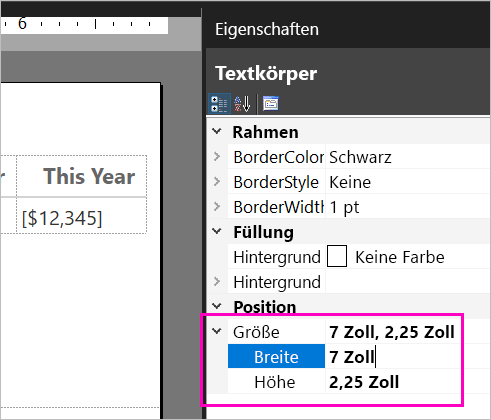 6
Eigenschaften
Textkörper
Rahmen
BorderColor Schwarz
BorderStyle Keine
BorderWidth 1 pt
Füllung
Hintergrund Keine Farbe
Hintergrund
Position
Größe 7 Zoll, 2,25 Zoll
Breite 7 Zoll
Höhe 2,25 Zoll
r This Year
[$12,345]